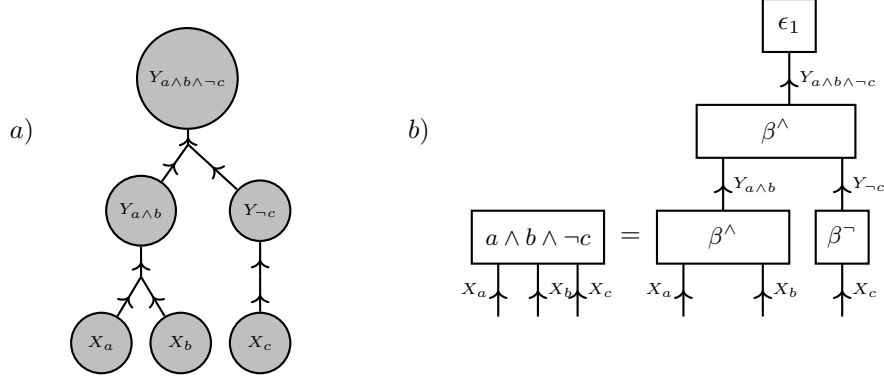 a)
Y_{a∧b∧¬c}
Y_{a∧b}
Y_{¬c}
X_a
X_b
X_c
b)
ϵ_1
Y_{a∧b∧¬c}
β^∧
Y_{a∧b}
Y_{¬c}
a ∧ b ∧ ¬c
=
β^∧
β^¬
X_a
X_b
X_c
X_a
X_b
X_c